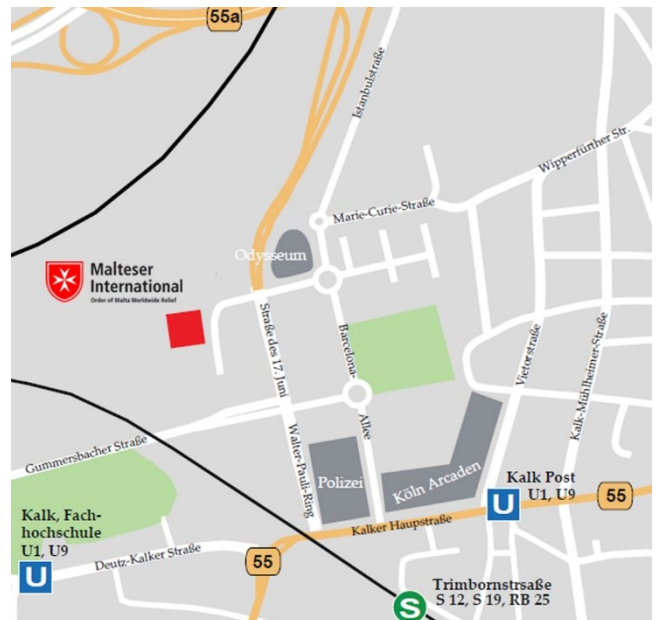 55a
Istanbulstraße
Wipperfürther Str.
Marie-Curie-Straße
Odysseum
Malteser
International
Order of Malta Worldwide Relief
Straße des 17. Juni
Barcelona-
Allee
Victorstraße
Kalk-Mülheimer-Straße
Gummersbacher Straße
Walter-Pauli-Ring
Polizei
Köln Arcaden
Kalk Post
U1, U9
U
55
Kalker Hauptstraße
Kalk, Fach-
hochschule
U1, U9
U
Deutz-Kalker Straße
55
Trimbornstrsaße
S 12, S 19, RB 25
S